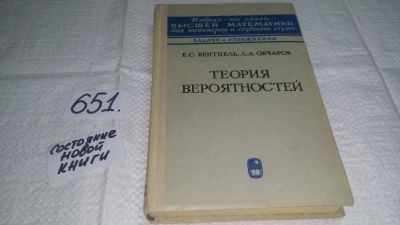 Избранные главы
ВЫСШЕЙ МАТЕМАТИКИ
для инженеров и студентов втузов
ЗАДАЧИ И УПРАЖНЕНИЯ
Е.С. ВЕНТЦЕЛЬ, Л.А. ОВЧАРОВ
ТЕОРИЯ
ВЕРОЯТНОСТЕЙ
651.
состояние
новой
книги